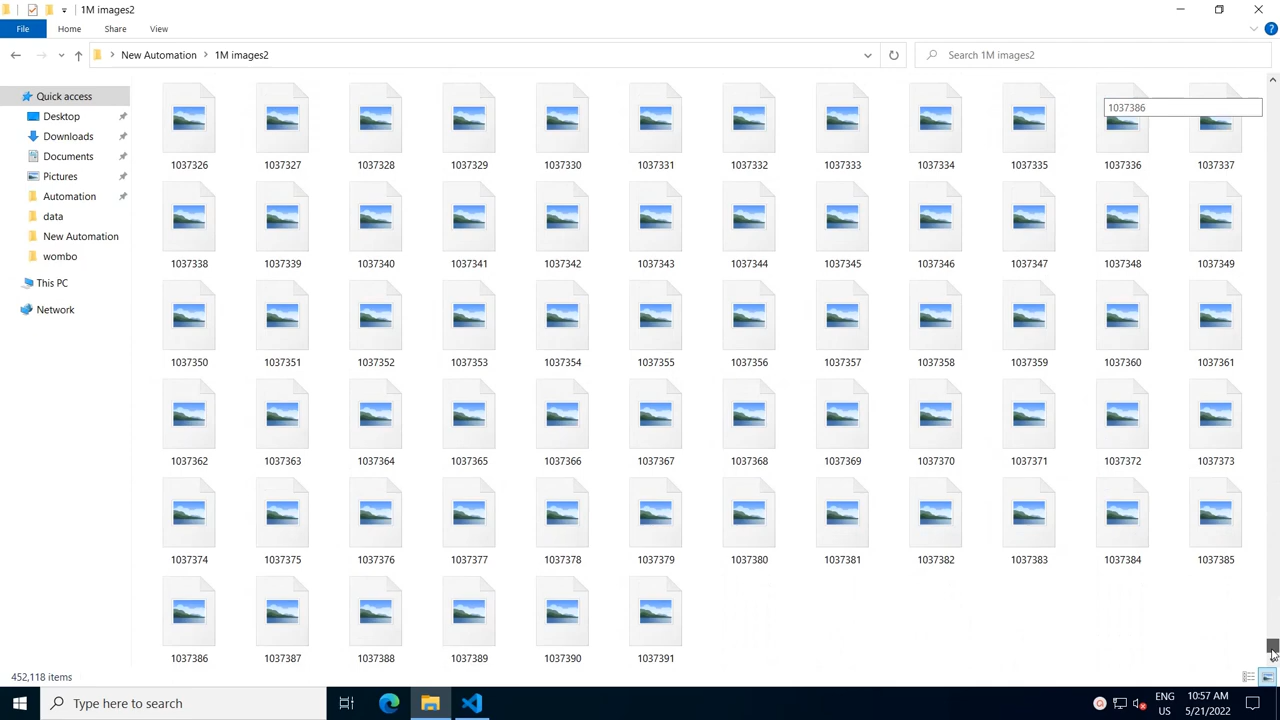 1M images2
File Home Share View
New Automation 1M images2 Search 1M images2
Quick access
Desktop
Downloads
Documents
Pictures
Automation
data
New Automation
wombo
This PC
Network
1037386
1037326 1037327 1037328 1037329 1037330 1037331 1037332 1037333 1037334 1037335 1037336 1037337
1037338 1037339 1037340 1037341 1037342 1037343 1037344 1037345 1037346 1037347 1037348 1037349
1037350 1037351 1037352 1037353 1037354 1037355 1037356 1037357 1037358 1037359 1037360 1037361
1037362 1037363 1037364 1037365 1037366 1037367 1037368 1037369 1037370 1037371 1037372 1037373
1037374 1037375 1037376 1037377 1037378 1037379 1037380 1037381 1037382 1037383 1037384 1037385
1037386 1037387 1037388 1037389 1037390 1037391
452,118 items
Type here to search
ENG
US
10:57 AM
5/21/2022